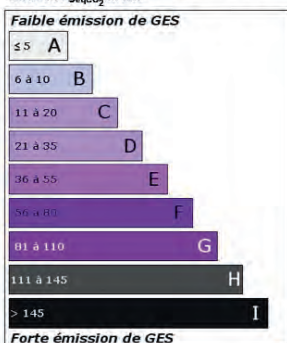 Faible émission de GES
≤ 5 A
6 à 10 B
11 à 20 C
21 à 35 D
36 à 55 E
56 à 80 F
81 à 110 G
111 à 145 H
> 145 I
Forte émission de GES